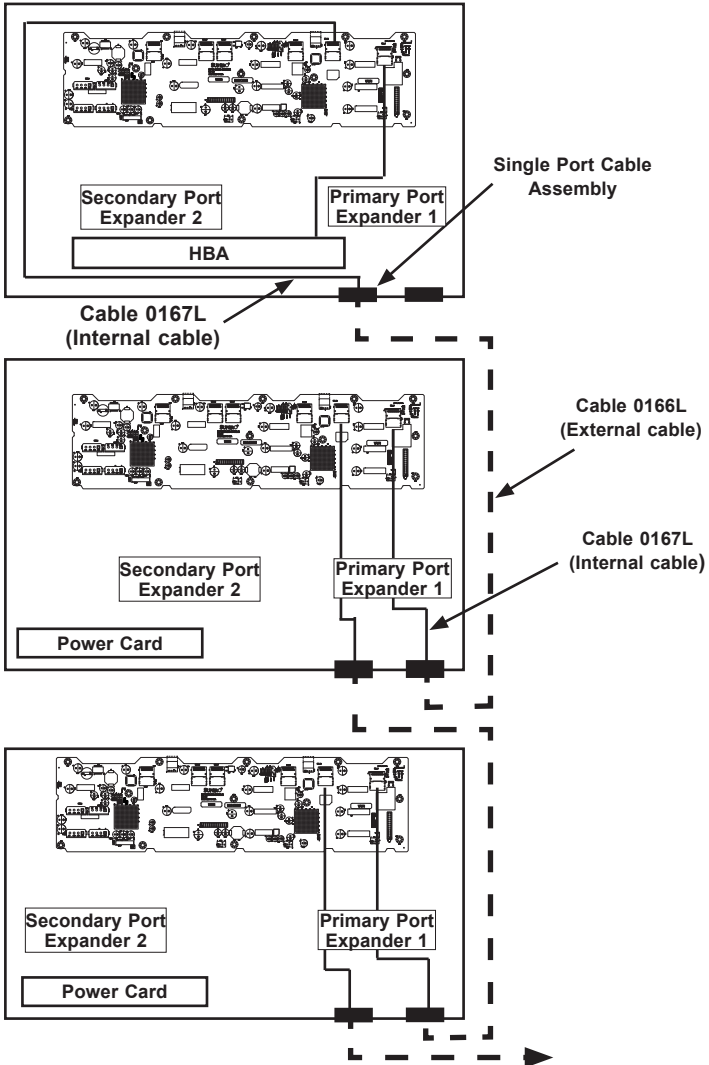 Secondary Port
Expander 2
Primary Port
Expander 1
HBA
Single Port Cable
Assembly
Cable 0167L
(Internal cable)
Cable 0166L
(External cable)
Cable 0167L
(Internal cable)
Secondary Port
Expander 2
Primary Port
Expander 1
Power Card
Secondary Port
Expander 2
Primary Port
Expander 1
Power Card